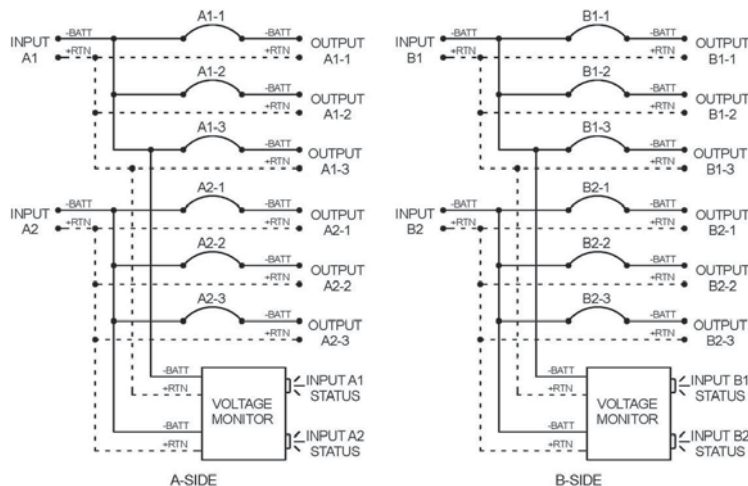 INPUT A1
-BATT
+RTN
A1-1
-BATT
+RTN
OUTPUT A1-1
A1-2
-BATT
+RTN
OUTPUT A1-2
A1-3
-BATT
+RTN
OUTPUT A1-3
INPUT A2
-BATT
+RTN
A2-1
-BATT
+RTN
OUTPUT A2-1
A2-2
-BATT
+RTN
OUTPUT A2-2
A2-3
-BATT
+RTN
OUTPUT A2-3
-BATT
+RTN
-BATT
+RTN
VOLTAGE MONITOR
INPUT A1 STATUS
INPUT A2 STATUS
A-SIDE
INPUT B1
-BATT
+RTN
B1-1
-BATT
+RTN
OUTPUT B1-1
B1-2
-BATT
+RTN
OUTPUT B1-2
B1-3
-BATT
+RTN
OUTPUT B1-3
INPUT B2
-BATT
+RTN
B2-1
-BATT
+RTN
OUTPUT B2-1
B2-2
-BATT
+RTN
OUTPUT B2-2
B2-3
-BATT
+RTN
OUTPUT B2-3
-BATT
+RTN
-BATT
+RTN
VOLTAGE MONITOR
INPUT B1 STATUS
INPUT B2 STATUS
B-SIDE